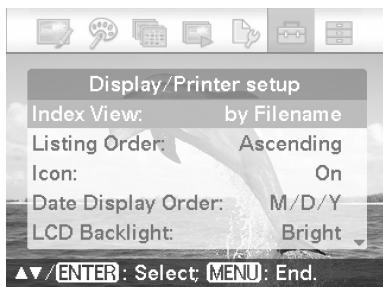 Display/Printer setup
Index View: by Filename
Listing Order: Ascending
Icon: On
Date Display Order: M/D/Y
LCD Backlight: Bright
▲▼/ENTER: Select; MENU: End.